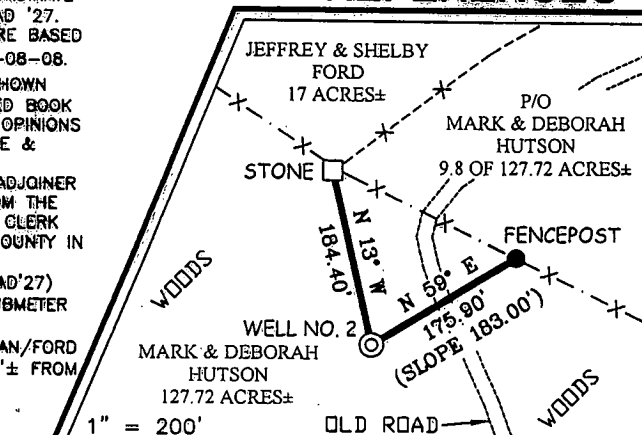 AD '27.
RE BASED
-08-08.
HOWN
ED BOOK
OPINIONS
E &
ADJOINER
M THE
CLERK
OUNTY IN
AD'27)
BMETER
AN/FORD
'± FROM
JEFFREY & SHELBY
FORD
17 ACRES±
P/O
MARK & DEBORAH
HUTSON
9.8 OF 127.72 ACRES±
STONE
FENCEPOST
N 13° W
184.40'
N 59° E
175.90'
(SLOPE 183.00')
WOODS
WELL NO. 2
MARK & DEBORAH
HUTSON
127.72 ACRES±
1" = 200'
OLD ROAD
WOODS